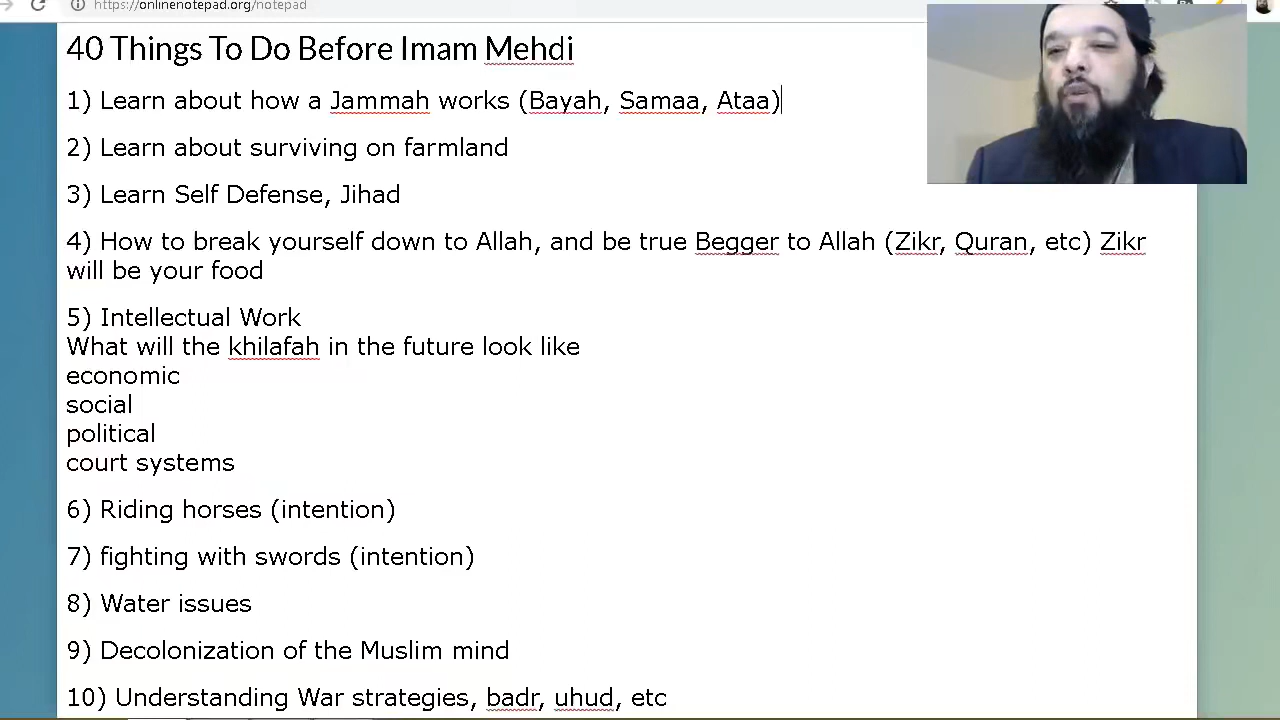 https://onlinenotepad.org/notepad
40 Things To Do Before Imam Mehdi
1) Learn about how a Jammah works (Bayah, Samaa, Ataa)
2) Learn about surviving on farmland
3) Learn Self Defense, Jihad
4) How to break yourself down to Allah, and be true Begger to Allah (Zikr, Quran, etc) Zikr
will be your food
5) Intellectual Work
What will the khilafah in the future look like
economic
social
political
court systems
6) Riding horses (intention)
7) fighting with swords (intention)
8) Water issues
9) Decolonization of the Muslim mind
10) Understanding War strategies, badr, uhud, etc